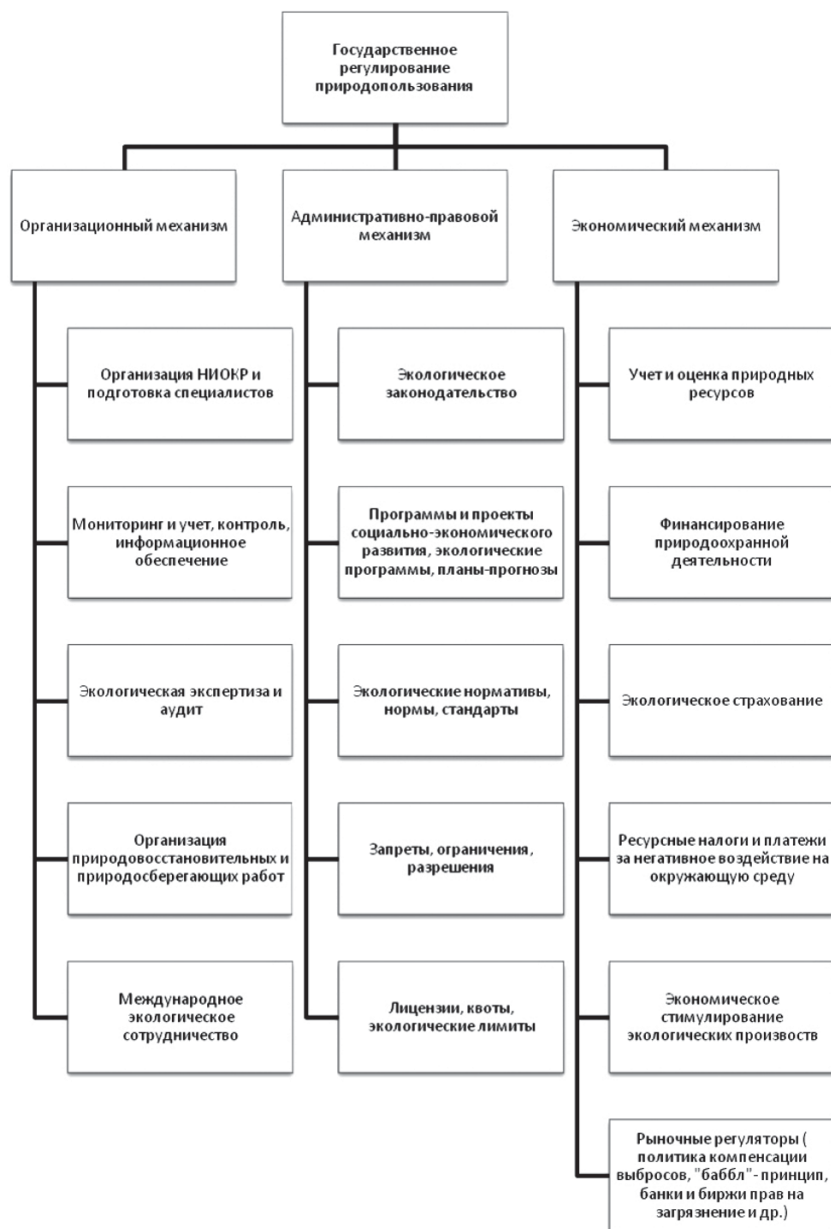 Государственное
регулирование
природопользования
Организационный механизм
Административно-правовой
механизм
Экономический механизм
Организация НИОКР и
подготовка специалистов
Экологическое
законодательство
Учет и оценка природных
ресурсов
Мониторинг и учет, контроль,
информационное
обеспечение
Программы и проекты
социально-экономического
развития, экологические
программы, планы-прогнозы
Финансирование
природоохранной
деятельности
Экологическая экспертиза и
аудит
Экологические нормативы,
нормы, стандарты
Экологическое страхование
Организация
природовосстановительных и
природосберегающих работ
Запреты, ограничения,
разрешения
Ресурсные налоги и платежи
за негативное воздействие на
окружающую среду
Международное
экологическое
сотрудничество
Лицензии, квоты,
экологические лимиты
Экономическое
стимулирование
экологических произвоств
Рыночные регуляторы (
политика компенсации
выбросов, "баббл"- принцип,
банки и биржи прав на
загрязнение и др.)